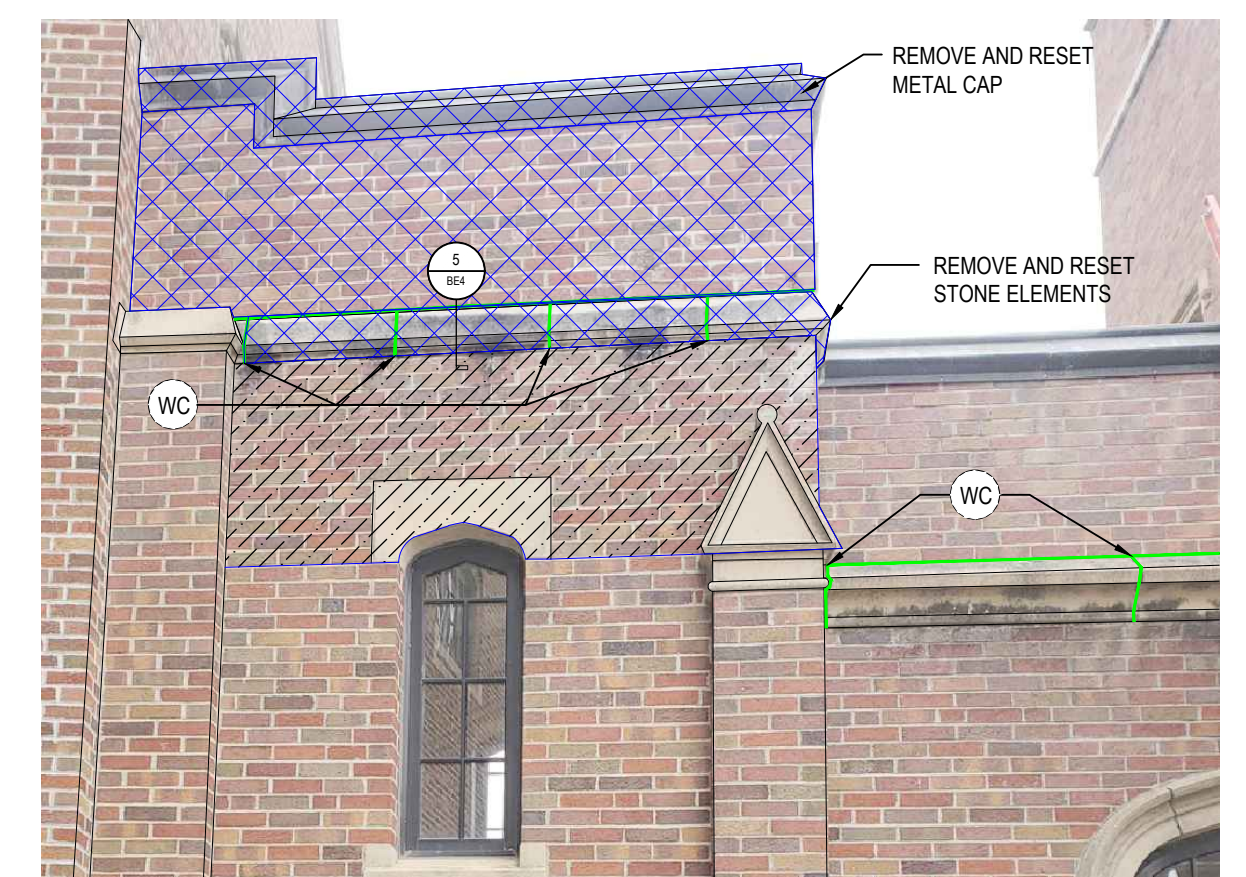 REMOVE AND RESET
METAL CAP
5
BE4
REMOVE AND RESET
STONE ELEMENTS
WC
WC